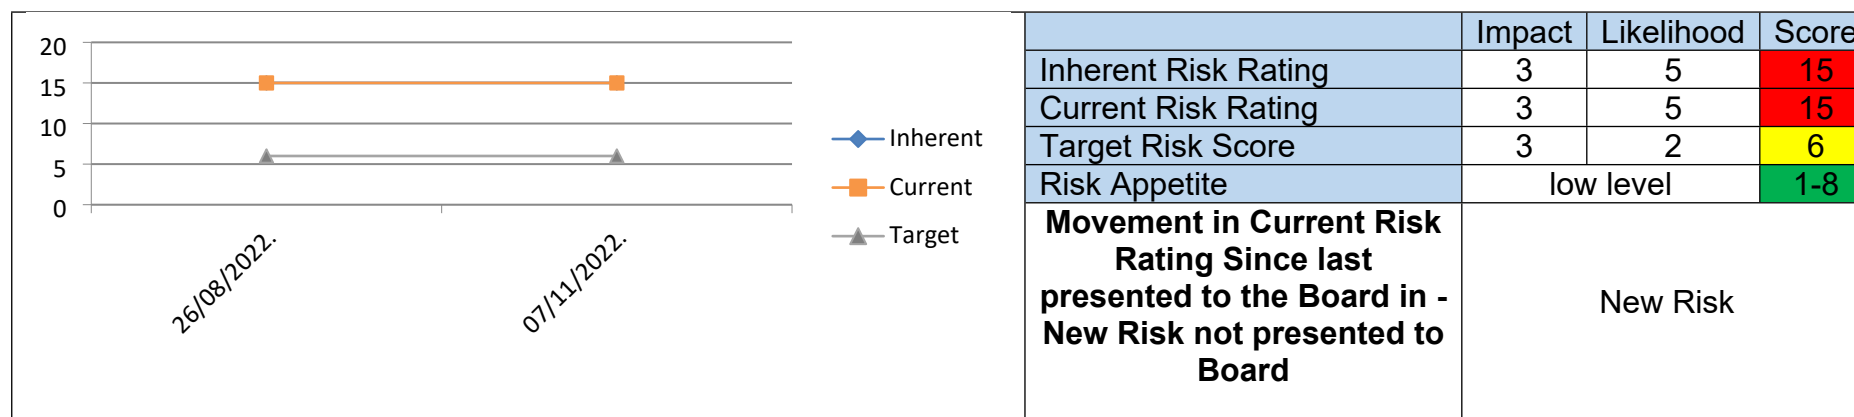 20
15
10
5
0
26/08/2022.
07/11/2022.
Inherent
Current
Target
Impact Likelihood Score
Inherent Risk Rating 3 5 15
Current Risk Rating 3 5 15
Target Risk Score 3 2 6
Risk Appetite low level 1-8
Movement in Current Risk
Rating Since last
presented to the Board in -
New Risk not presented to
Board
New Risk